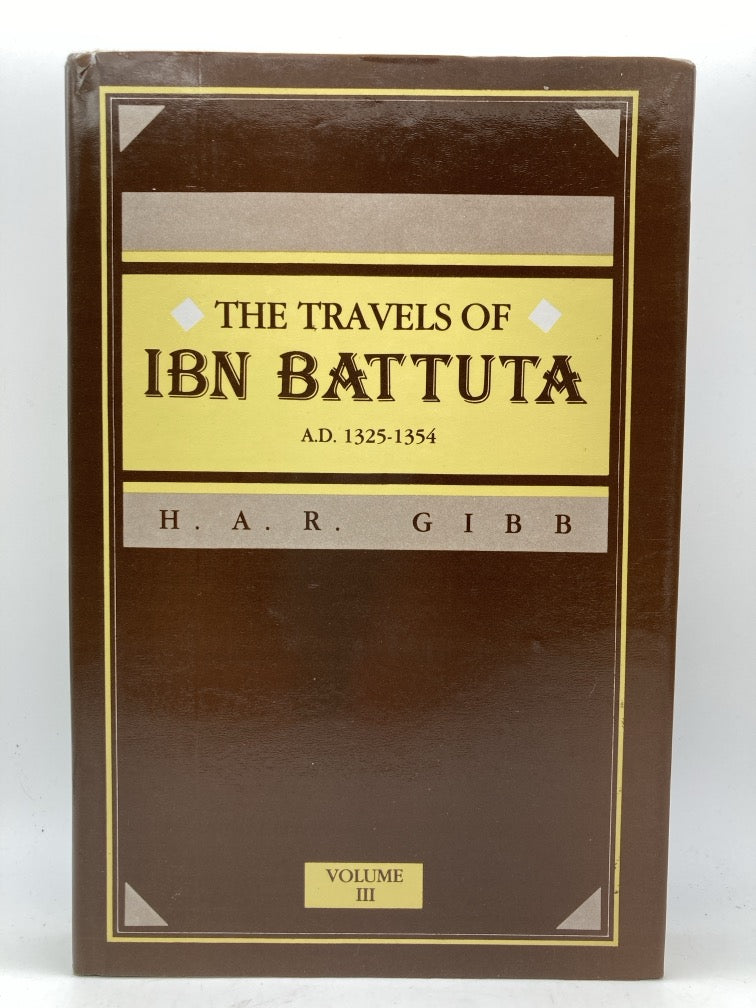 THE TRAVELS OF
IBN BATTUTA
A.D. 1325-1354
H. A. R. GIBB
VOLUME
III